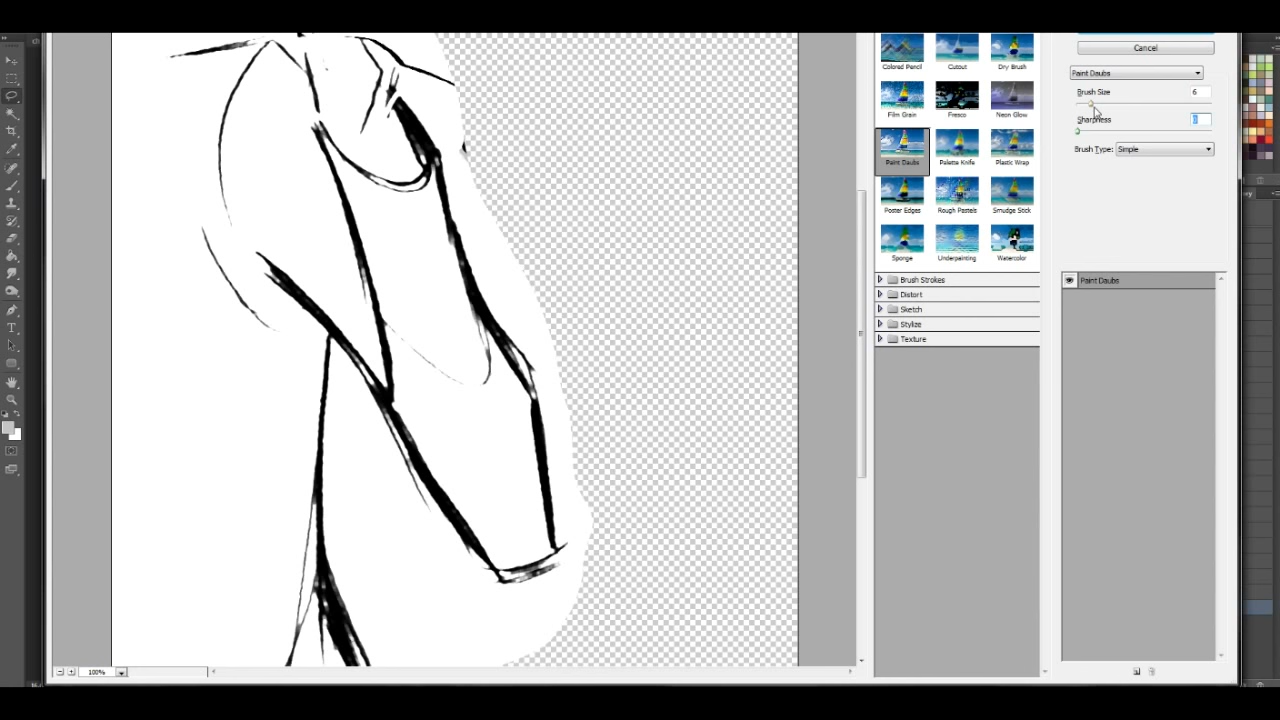 Cancel
Colored Pencil
Cutout
Dry Brush
Paint Daubs
Brush Size
6
Film Grain
Fresco
Neon Glow
Sharpness
Brush Type:
Simple
Paint Daubs
Palette Knife
Plastic Wrap
Poster Edges
Rough Pastels
Smudge Stick
Sponge
Underpainting
Watercolor
Brush Strokes
Paint Daubs
Distort
Sketch
Stylize
Texture
100%